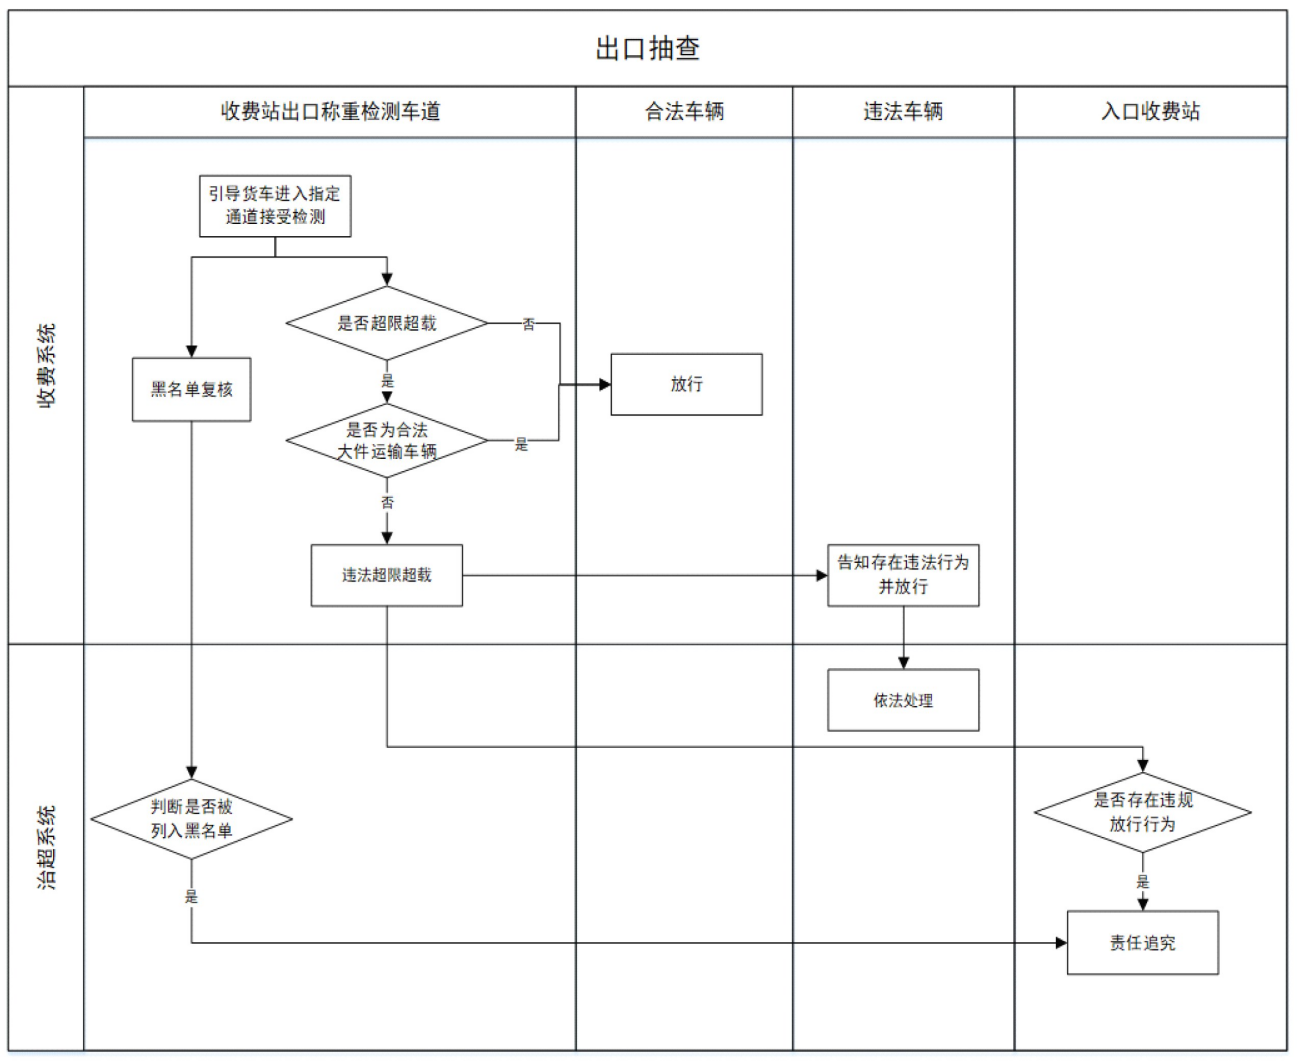 出口抽查
收费站出口称重检测车道
合法车辆
违法车辆
入口收费站
收费系统
引导货车进入指定
通道接受检测
是否超限超载
否
是
黑名单复核
放行
是否为合法
大件运输车辆
是
否
违法超限超载
告知存在违法行为
并放行
治超系统
依法处理
判断是否被
列入黑名单
是否存在违规
放行行为
是
是
责任追究